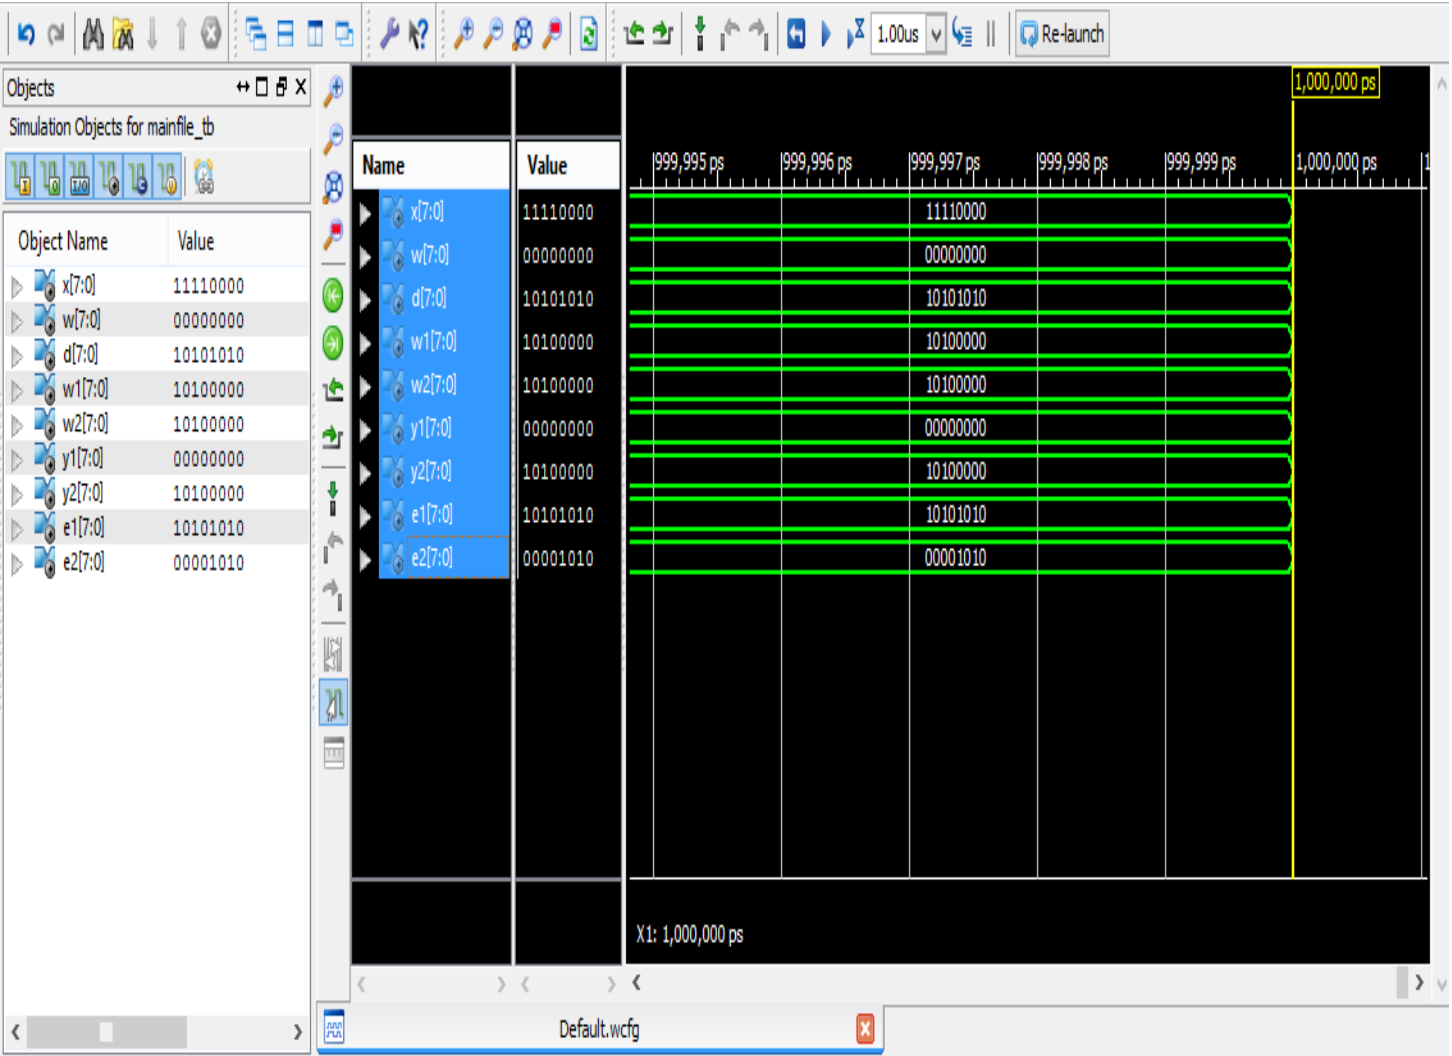 1.00us
Re-launch
Objects
Simulation Objects for mainfile_tb
Object Name Value
x[7:0] 11110000
w[7:0] 00000000
d[7:0] 10101010
w1[7:0] 10100000
w2[7:0] 10100000
y1[7:0] 00000000
y2[7:0] 10100000
e1[7:0] 10101010
e2[7:0] 00001010
Name Value
x[7:0] 11110000
w[7:0] 00000000
d[7:0] 10101010
w1[7:0] 10100000
w2[7:0] 10100000
y1[7:0] 00000000
y2[7:0] 10100000
e1[7:0] 10101010
e2[7:0] 00001010
1,000,000 ps
999,995 ps 999,996 ps 999,997 ps 999,998 ps 999,999 ps 1,000,000 ps 1
11110000
00000000
10101010
10100000
10100000
00000000
10100000
10101010
00001010
X1: 1,000,000 ps
Default.wcfg